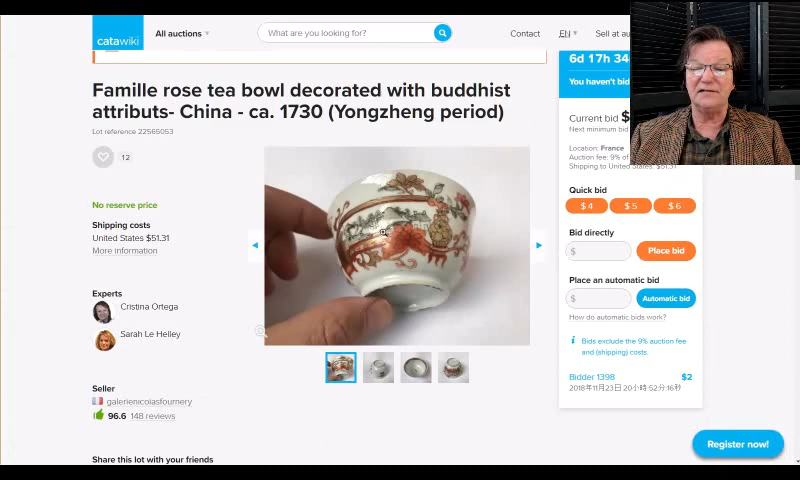 catawiki
All auctions
What are you looking for?
Contact
EN
Sell at au
Famille rose tea bowl decorated with buddhist
attributs- China - ca. 1730 (Yongzheng period)
Lot reference 22565053
12
No reserve price
Shipping costs
United States $51.31
More information
Experts
Cristina Ortega
Sarah Le Helley
Seller
galerienicolasfournery
96.6 148 reviews
Share this lot with your friends
6d 17h 34
You haven't bid
Current bid $
Next minimum bid
Location: France
Auction fee: 9% of
Shipping to United States: $51.31
Quick bid
$ 4
$ 5
$ 6
Bid directly
$
Place bid
Place an automatic bid
$
Automatic bid
How do automatic bids work?
Bids exclude the 9% auction fee
and (shipping) costs.
Bidder 1398 $2
2018年11月23日 20小時 52分 16秒
Register now!